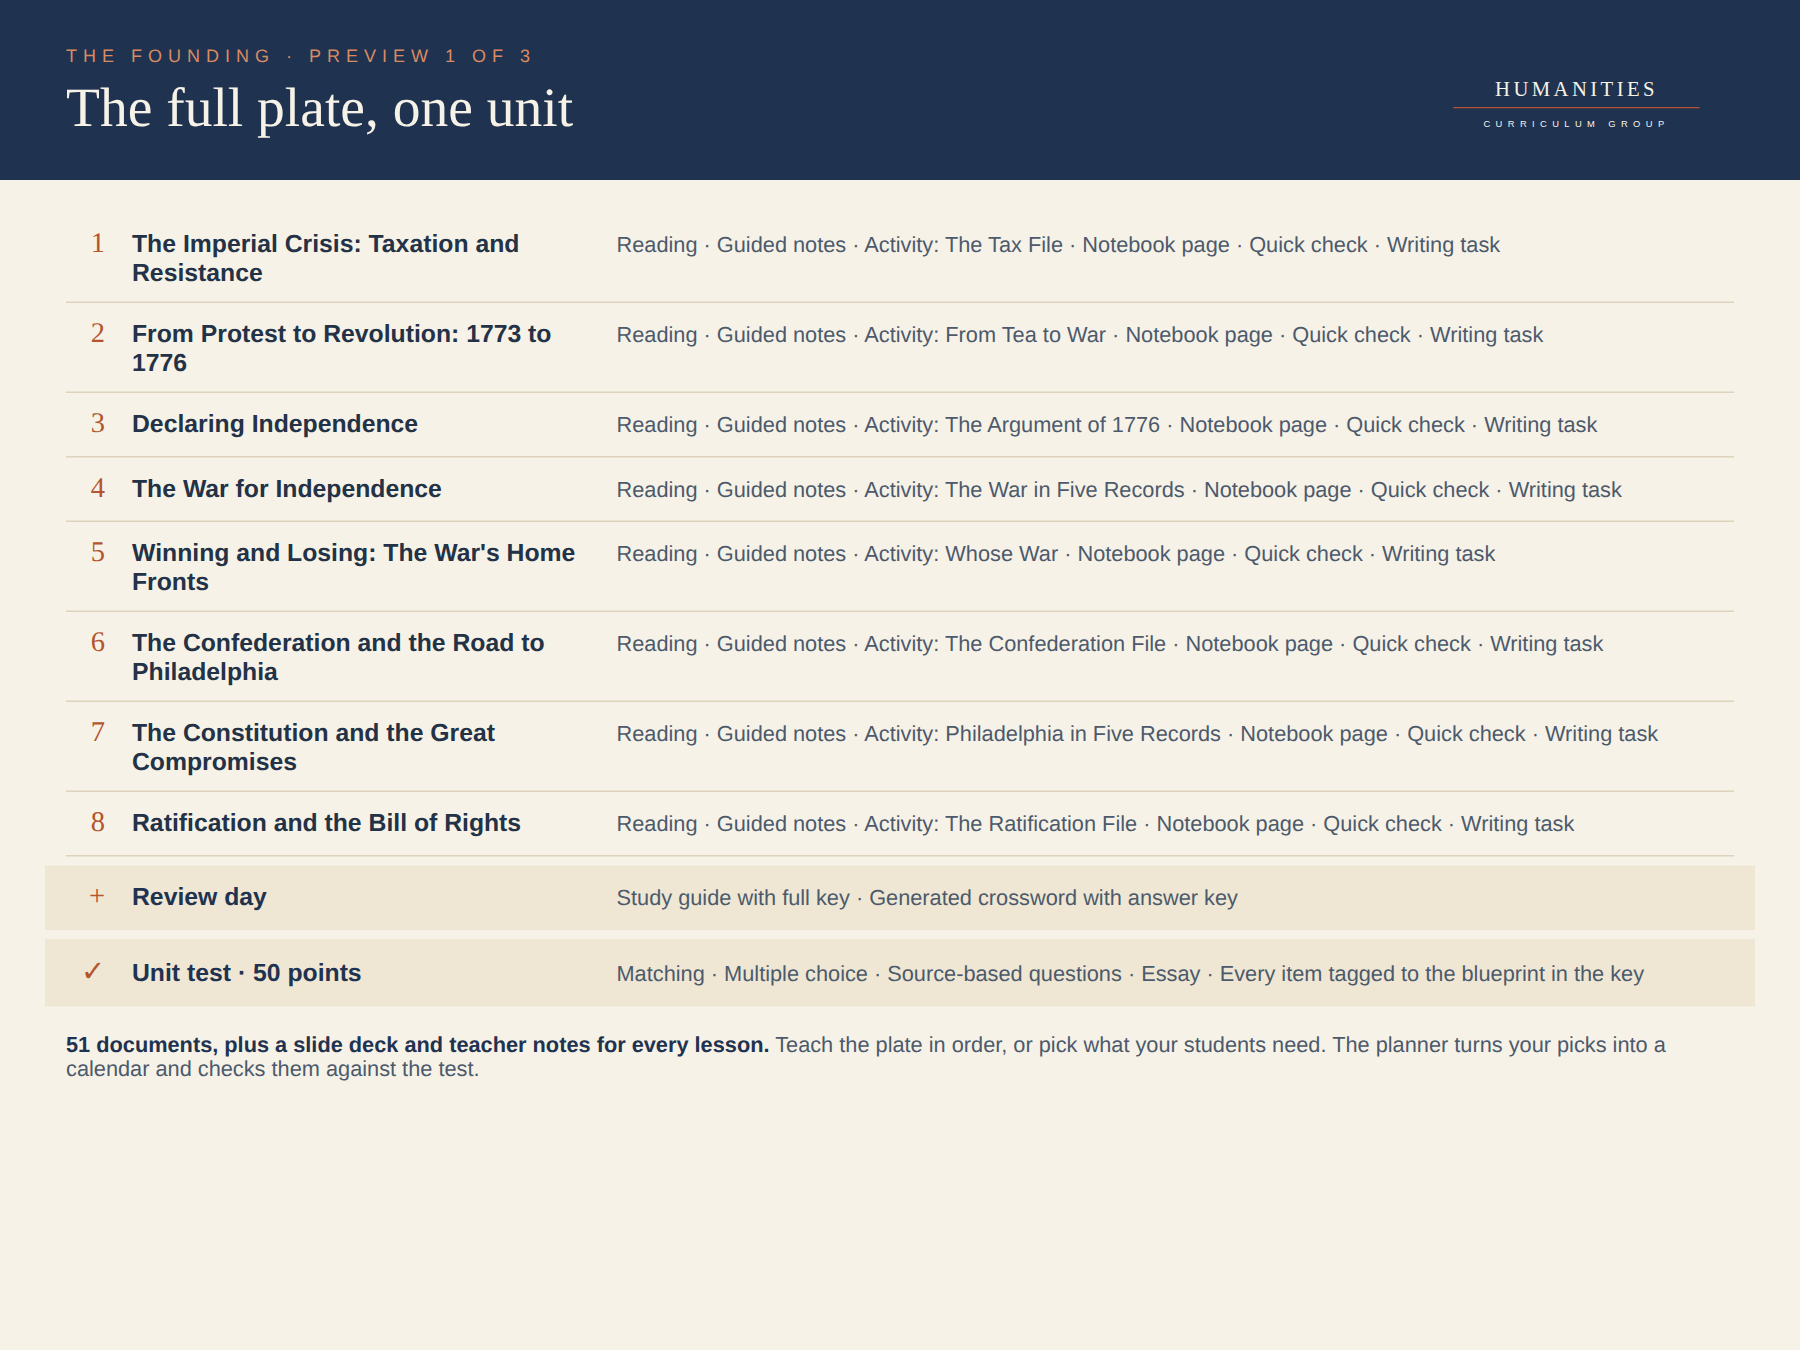 THE FOUNDING · PREVIEW 1 OF 3
The full plate, one unit
HUMANITIES
CURRICULUM GROUP
1 The Imperial Crisis: Taxation and Resistance
Reading · Guided notes · Activity: The Tax File · Notebook page · Quick check · Writing task
2 From Protest to Revolution: 1773 to 1776
Reading · Guided notes · Activity: From Tea to War · Notebook page · Quick check · Writing task
3 Declaring Independence
Reading · Guided notes · Activity: The Argument of 1776 · Notebook page · Quick check · Writing task
4 The War for Independence
Reading · Guided notes · Activity: The War in Five Records · Notebook page · Quick check · Writing task
5 Winning and Losing: The War's Home Fronts
Reading · Guided notes · Activity: Whose War · Notebook page · Quick check · Writing task
6 The Confederation and the Road to Philadelphia
Reading · Guided notes · Activity: The Confederation File · Notebook page · Quick check · Writing task
7 The Constitution and the Great Compromises
Reading · Guided notes · Activity: Philadelphia in Five Records · Notebook page · Quick check · Writing task
8 Ratification and the Bill of Rights
Reading · Guided notes · Activity: The Ratification File · Notebook page · Quick check · Writing task
+ Review day
Study guide with full key · Generated crossword with answer key
✓ Unit test · 50 points
Matching · Multiple choice · Source-based questions · Essay · Every item tagged to the blueprint in the key
51 documents, plus a slide deck and teacher notes for every lesson. Teach the plate in order, or pick what your students need. The planner turns your picks into a
calendar and checks them against the test.